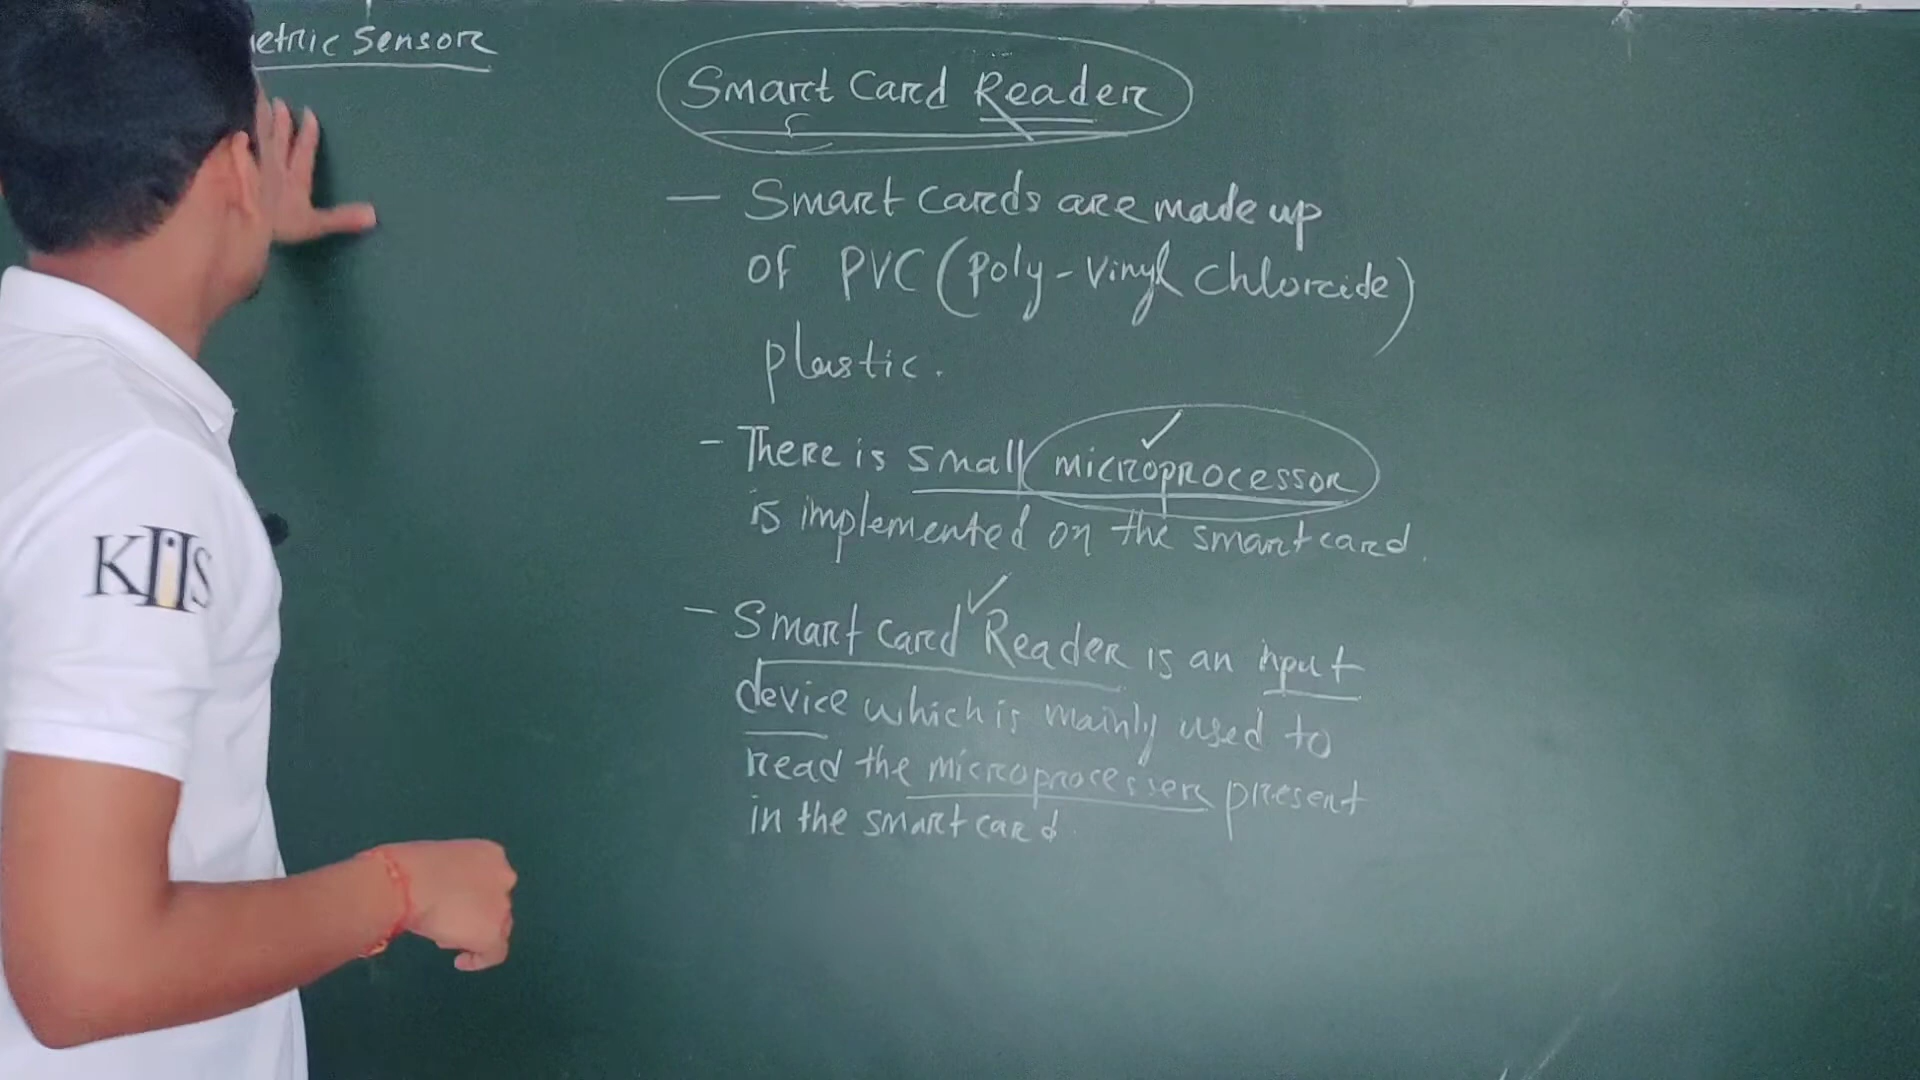 etric Sensor
Smart Card Reader
— Smart cards are made up
of PVC (Poly-Vinyl Chloride)
plastic.
- There is small microprocessor
is implemented on the smart card.
- Smart card Reader is an input
device which is mainly used to
read the microprocesser present
in the smart card.
KIIS